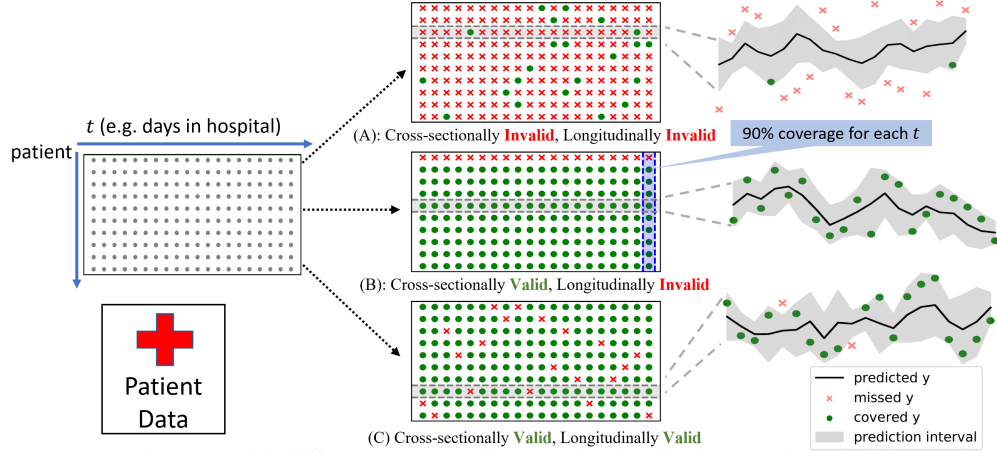 t (e.g. days in hospital)
patient
Patient
Data
(A): Cross-sectionally Invalid, Longitudinally Invalid
90% coverage for each t
(B): Cross-sectionally Valid, Longitudinally Invalid
(C) Cross-sectionally Valid, Longitudinally Valid
predicted y
missed y
covered y
prediction interval